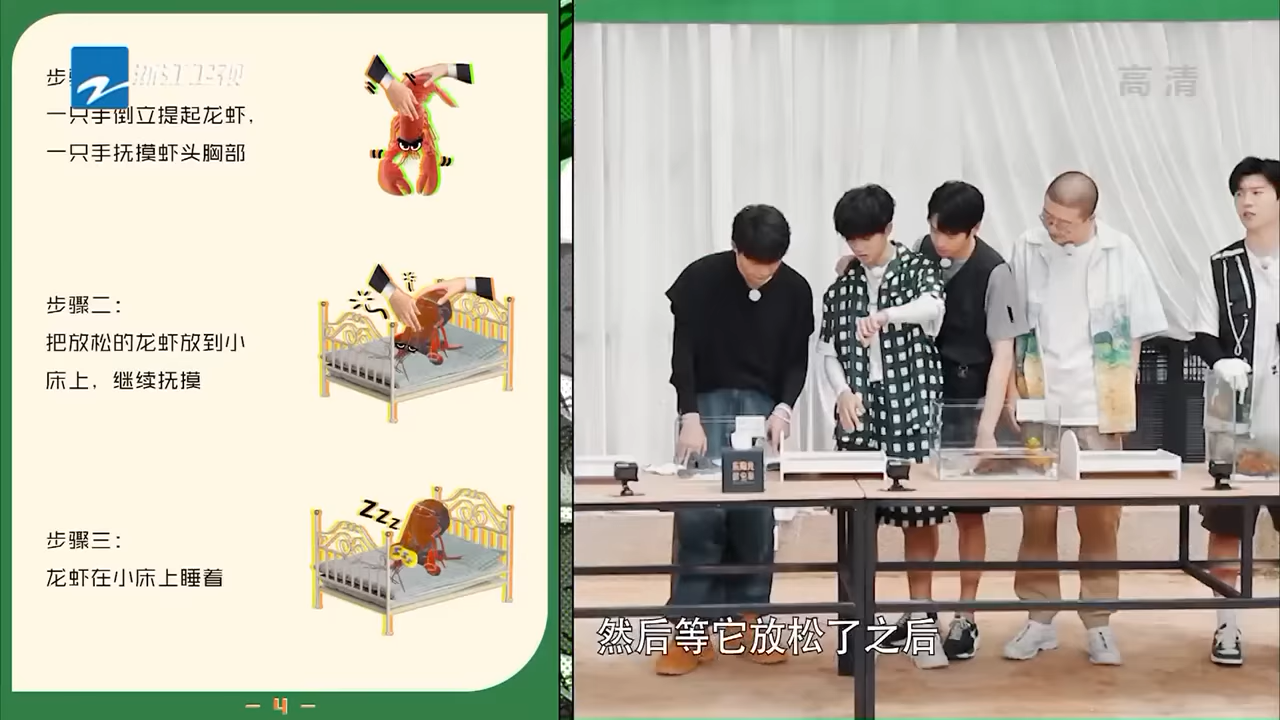 步
一只手倒立提起龙虾，
一只手抚摸虾头胸部
步骤二：
把放松的龙虾放到小
床上，继续抚摸
ZZZ
步骤三：
龙虾在小床上睡着
- 4 -
高清
然后等它放松了之后